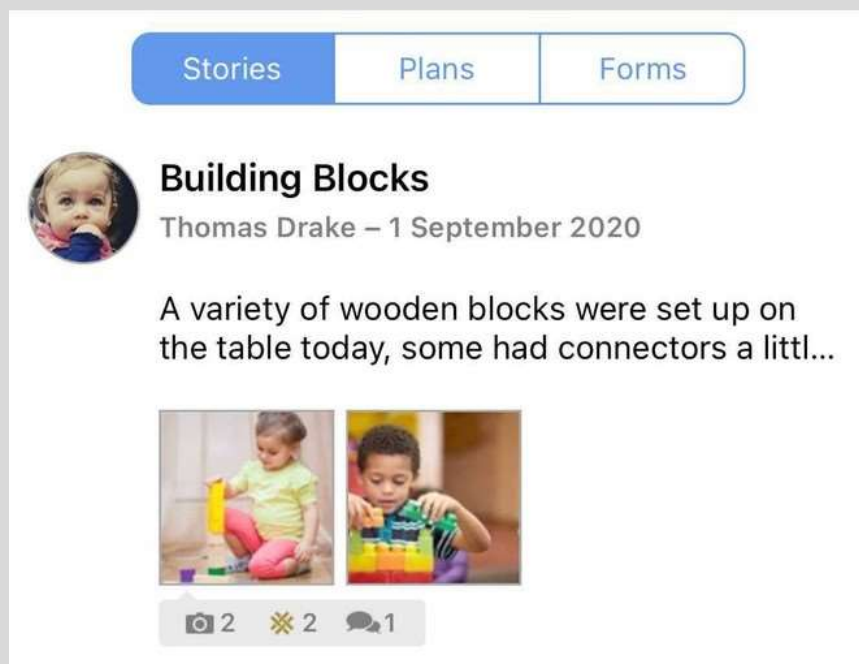 Stories Plans Forms
Building Blocks
Thomas Drake – 1 September 2020
A variety of wooden blocks were set up on
the table today, some had connectors a littl...
2 2 1